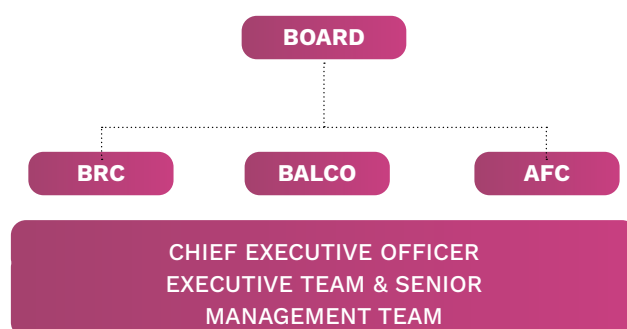 BOARD
BRC
BALCO
AFC
CHIEF EXECUTIVE OFFICER
EXECUTIVE TEAM & SENIOR
MANAGEMENT TEAM